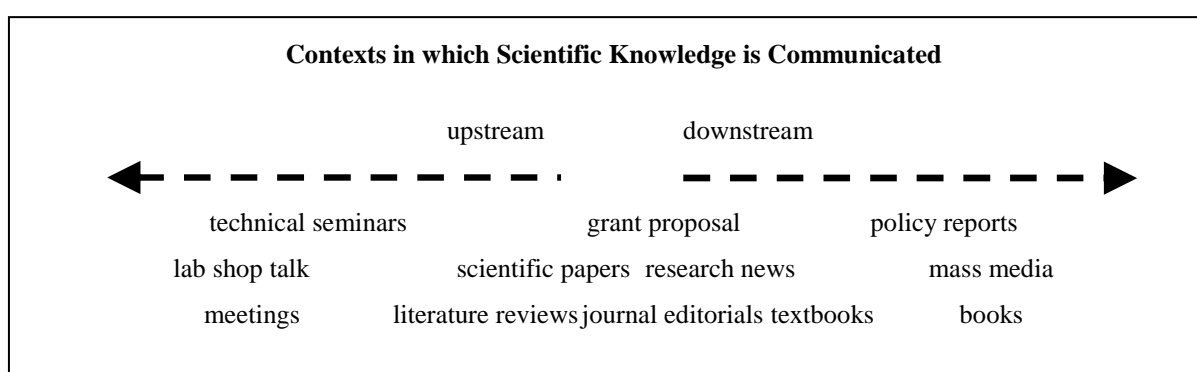 Contexts in which Scientific Knowledge is Communicated
upstream downstream
technical seminars grant proposal policy reports
lab shop talk scientific papers research news mass media
meetings literature reviews journal editorials textbooks books